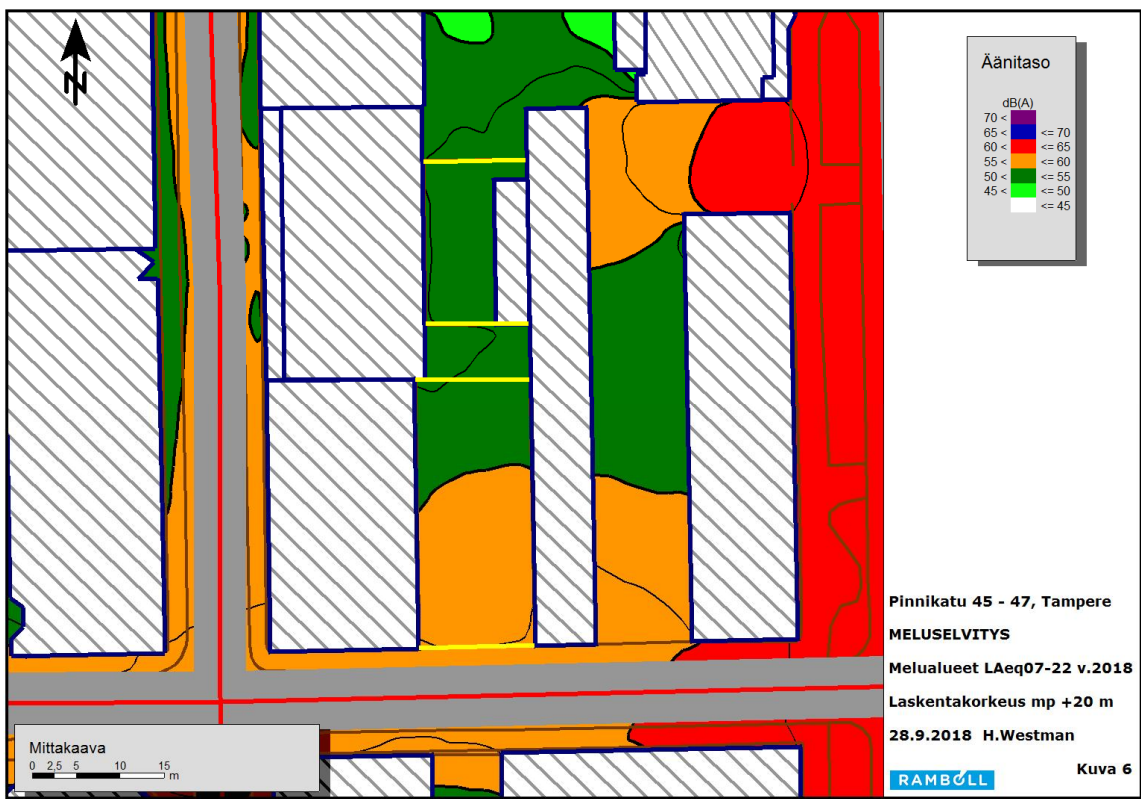 N
Äänitaso
dB(A)
70 <
65 < <= 70
60 < <= 65
55 < <= 60
50 < <= 55
45 < <= 50
<= 45
Pinnikatu 45 - 47, Tampere
MELUSELVITYS
Melualueet LAeq07-22 v.2018
Laskentakorkeus mp +20 m
28.9.2018 H.Westman
Kuva 6
RAMBOLL
Mittakaava
0 2,5 5 10 15
m